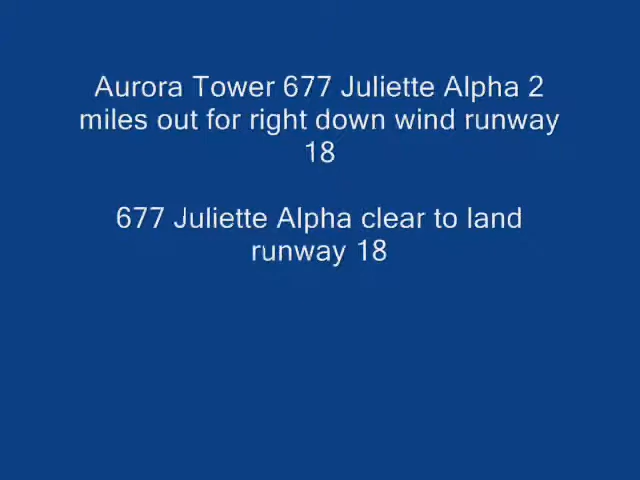 Aurora Tower 677 Juliette Alpha 2
miles out for right down wind runway
18
677 Juliette Alpha clear to land
runway 18